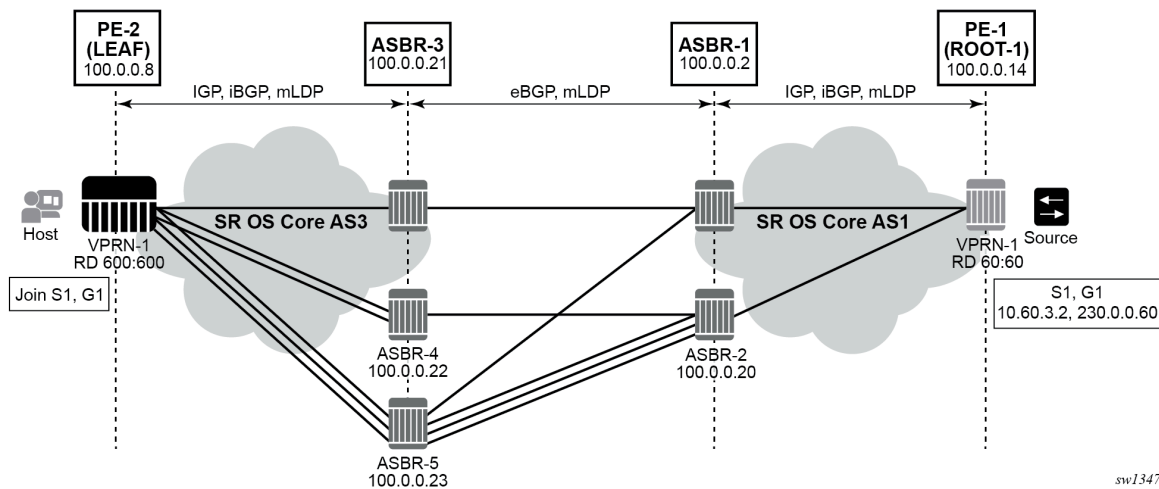 PE-2
(LEAF)
100.0.0.8
ASBR-3
100.0.0.21
ASBR-1
100.0.0.2
PE-1
(ROOT-1)
100.0.0.14
IGP, iBGP, mLDP
eBGP, mLDP
IGP, iBGP, mLDP
Host
SR OS Core AS3
SR OS Core AS1
Source
VPRN-1
RD 600:600
VPRN-1
RD 60:60
Join S1, G1
S1, G1
10.60.3.2, 230.0.0.60
ASBR-4
100.0.0.22
ASBR-2
100.0.0.20
ASBR-5
100.0.0.23
sw1347